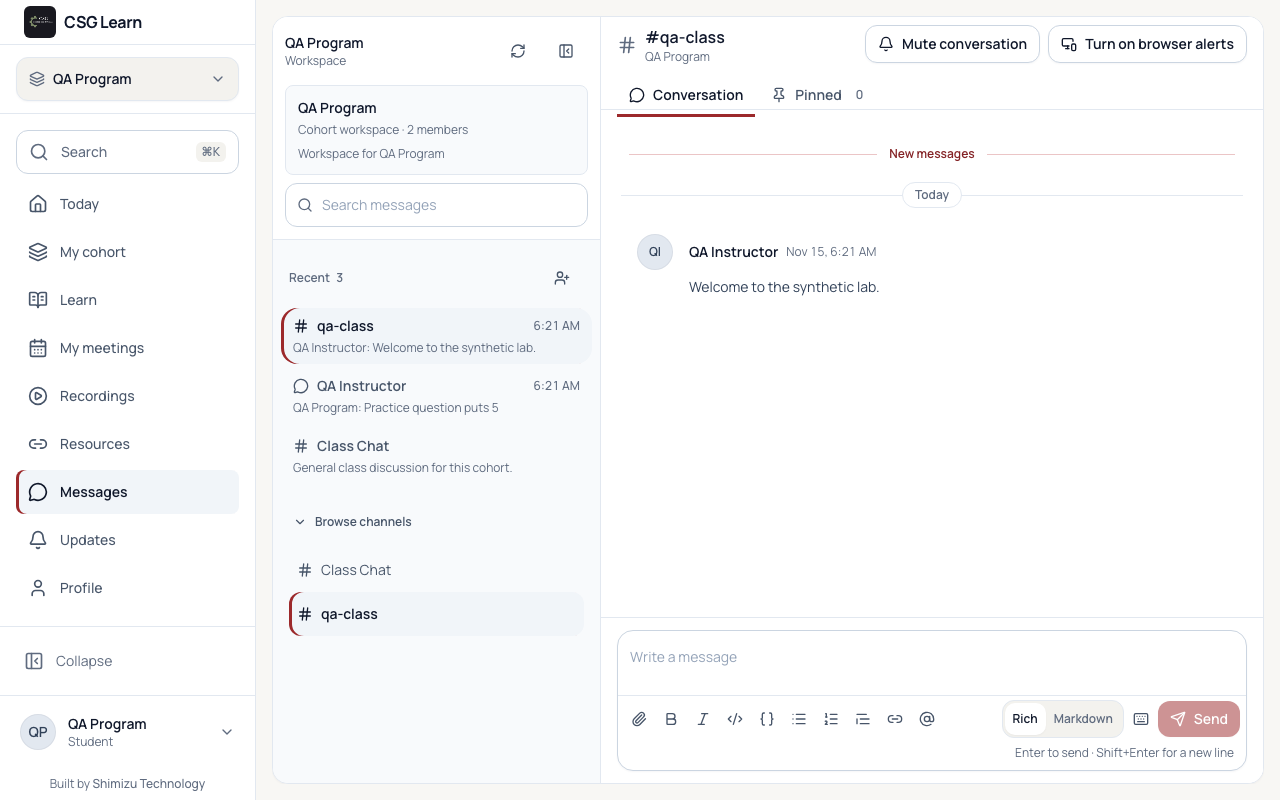 CSG Learn
QA Program
Search
⌘K
Today
My cohort
Learn
My meetings
Recordings
Resources
Messages
Updates
Profile
Collapse
QP
QA Program
Student
Built by Shimizu Technology
QA Program
Workspace
QA Program
Cohort workspace · 2 members
Workspace for QA Program
Search messages
Recent 3
qa-class 6:21 AM
QA Instructor: Welcome to the synthetic lab.
QA Instructor 6:21 AM
QA Program: Practice question puts 5
Class Chat
General class discussion for this cohort.
Browse channels
Class Chat
qa-class
#qa-class
QA Program
Mute conversation
Turn on browser alerts
Conversation
Pinned 0
New messages
Today
QI
QA Instructor Nov 15, 6:21 AM
Welcome to the synthetic lab.
Write a message
Rich Markdown
Send
Enter to send · Shift+Enter for a new line